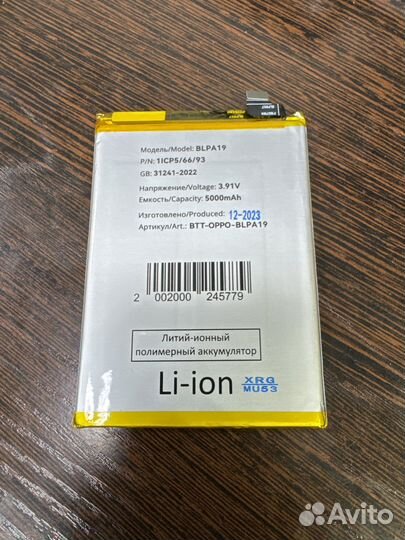 Модель/Model: BLPA19
P/N: 1ICP5/66/93
GB: 31241-2022
Напряжение/Voltage: 3.91V
Емкость/Capacity: 5000mAh
Изготовлено/Produced: 12-2023
Артикул/Art.: BTT-OPPO-BLPA19
2 002000 245779
Литий-ионный
полимерный аккумулятор
Li-ion XRG
MU53
Avito